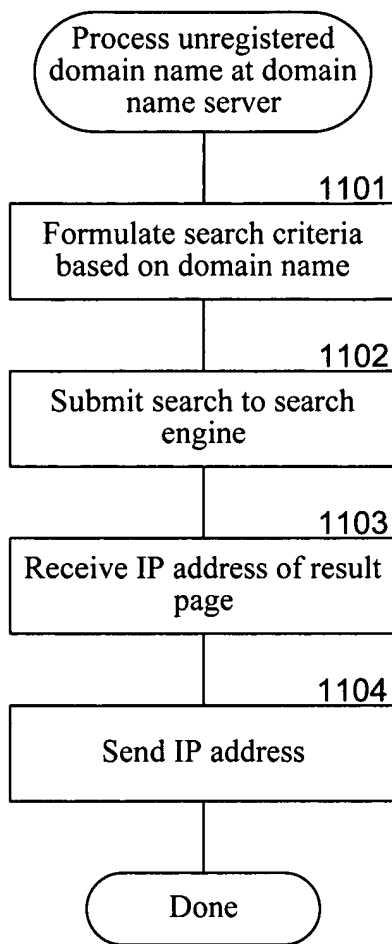 Process unregistered
domain name at domain
name server
1101
Formulate search criteria
based on domain name
1102
Submit search to search
engine
1103
Receive IP address of result
page
1104
Send IP address
Done